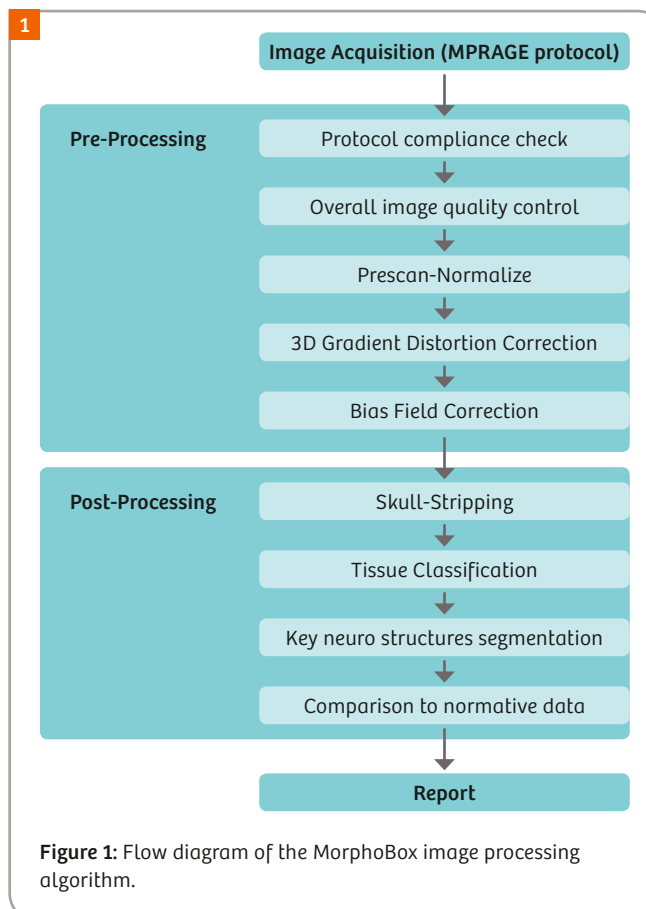 1
Image Acquisition (MPRAGE protocol)
Pre-Processing
Protocol compliance check
Overall image quality control
Prescan-Normalize
3D Gradient Distortion Correction
Bias Field Correction
Post-Processing
Skull-Stripping
Tissue Classification
Key neuro structures segmentation
Comparison to normative data
Report
Figure 1: Flow diagram of the MorphoBox image processing
algorithm.